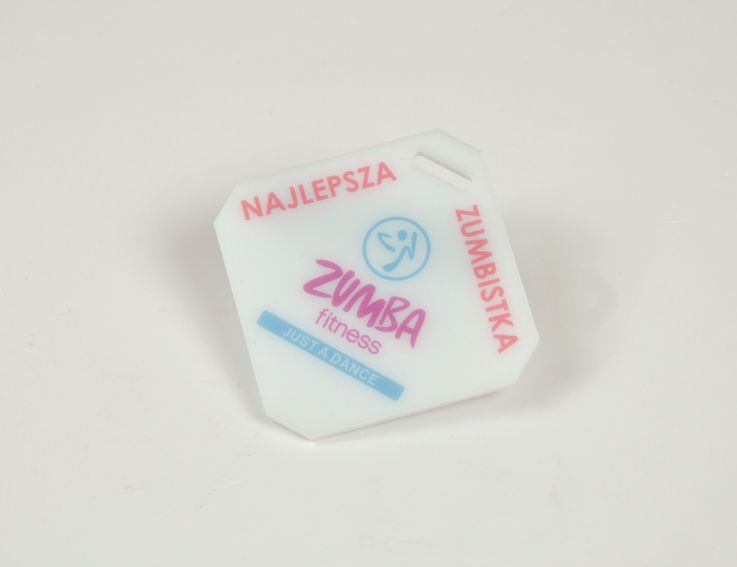 NAJLEPSZA
ZUMBISTKA
ZUMBA
fitness
JUST A DANCE